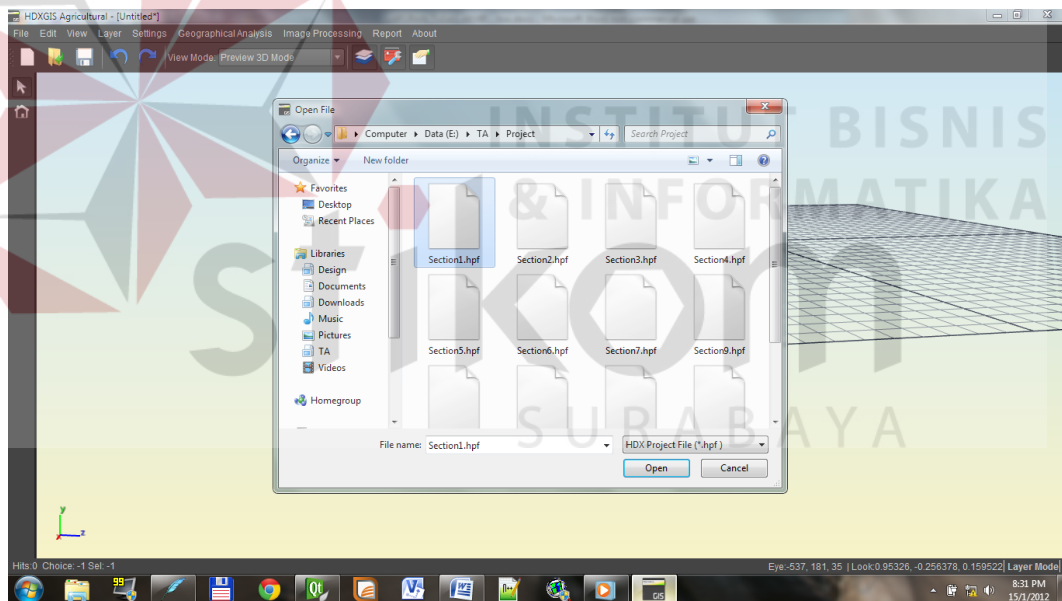 HDXGIS Agricultural - [Untitled*]
File Edit View Layer Settings Geographical Analysis Image Processing Report About
View Mode: Preview 3D Mode
Open File
Computer Data (E:) TA Project
Search Project
Organize New folder
Favorites
Desktop
Recent Places
Libraries
Design
Documents
Downloads
Music
Pictures
TA
Videos
Homegroup
Section1.hpf Section2.hpf Section3.hpf Section4.hpf
Section5.hpf Section6.hpf Section7.hpf Section9.hpf
File name: Section1.hpf
HDX Project File (*.hpf )
Open Cancel
INSTITUT BISNIS
& INFORMATIKA
stikom
SURABAYA
y
x z
Hits:0 Choice: -1 Sel: -1
Eye:-537, 181, 35 | Look:0.95326, -0.256378, 0.159522| Layer Mode
99
Qt
GIS
8:31 PM
15/1/2012